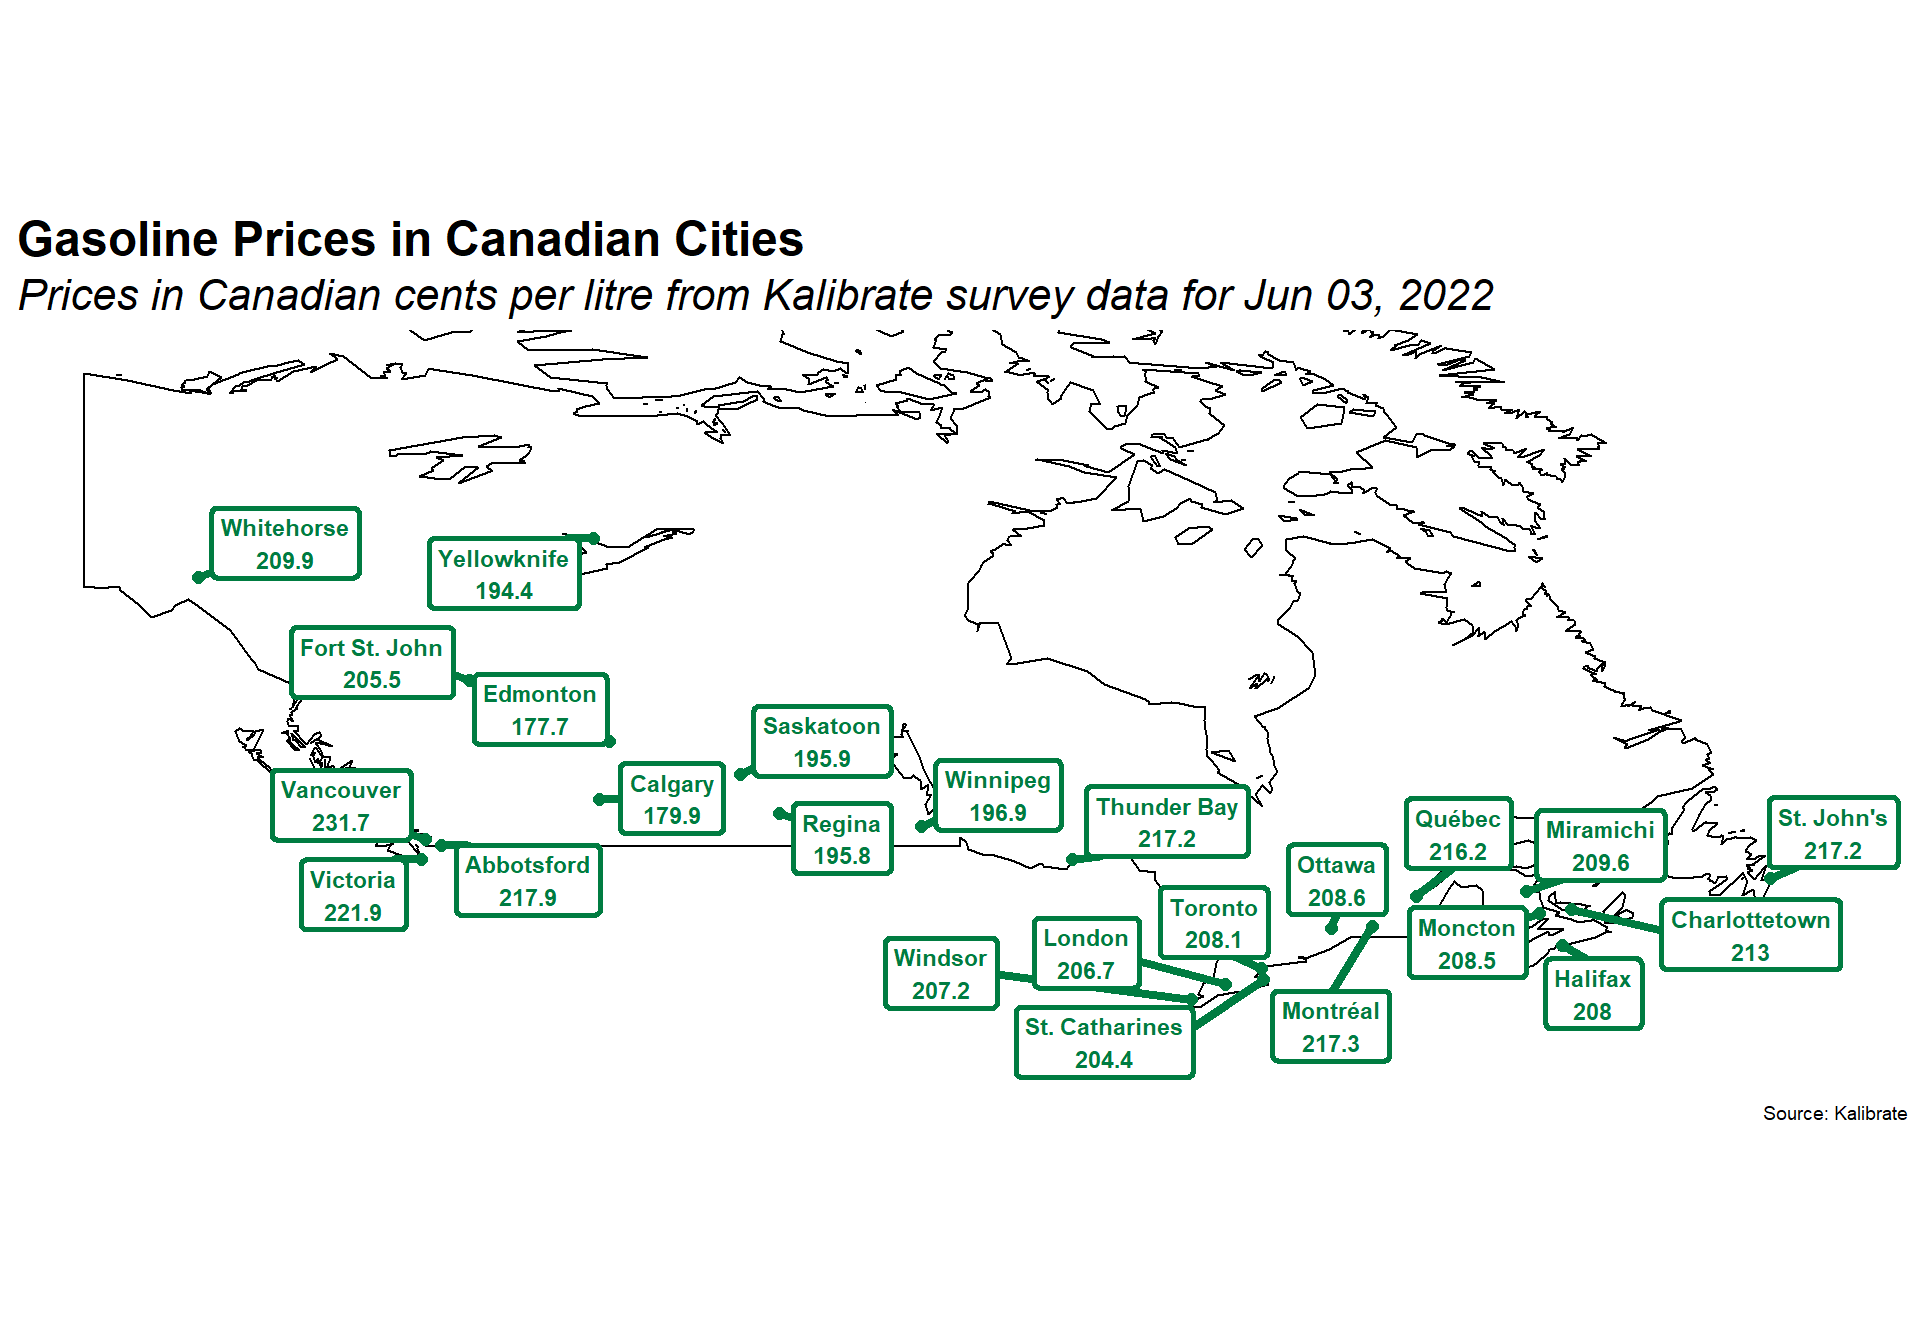 Gasoline Prices in Canadian Cities
Prices in Canadian cents per litre from Kalibrate survey data for Jun 03, 2022
Whitehorse
209.9
Yellowknife
194.4
Fort St. John
205.5
Edmonton
177.7
Saskatoon
195.9
Calgary
179.9
Winnipeg
196.9
Vancouver
231.7
Regina
195.8
Thunder Bay
217.2
Québec
216.2
Miramichi
209.6
St. John's
217.2
Victoria
221.9
Abbotsford
217.9
Ottawa
208.6
Toronto
208.1
Moncton
208.5
Charlottetown
213
London
206.7
Windsor
207.2
Halifax
208
St. Catharines
204.4
Montréal
217.3
Source: Kalibrate